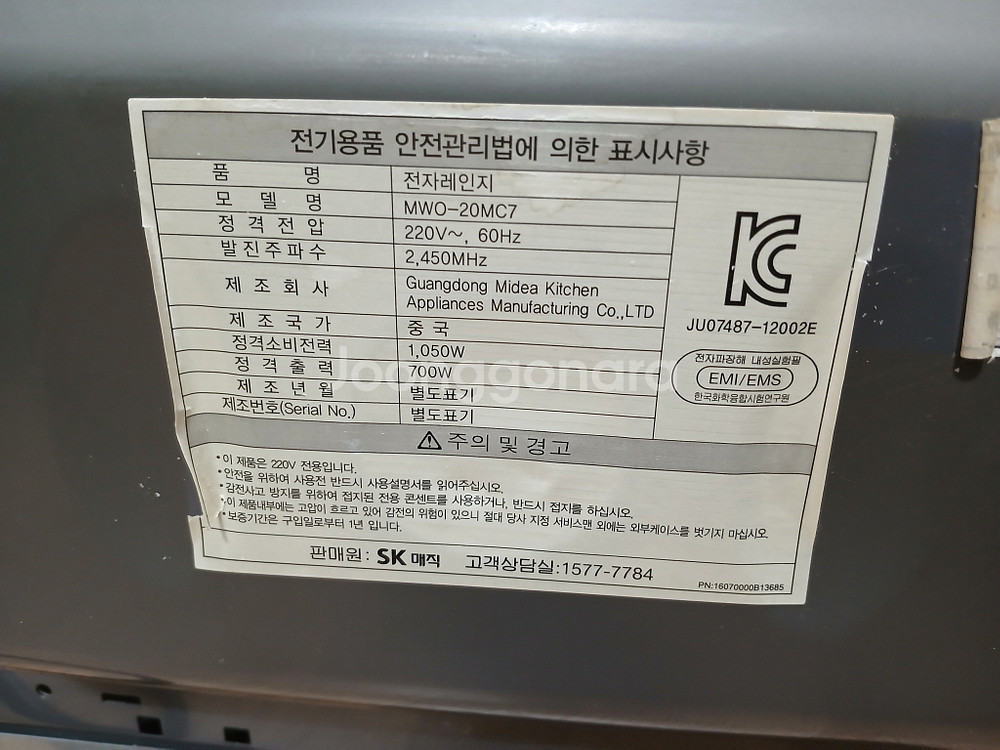 전기용품 안전관리법에 의한 표시사항
품 명 전자레인지
모 델 명 MWO-20MC7
정 격 전 압 220V~, 60Hz
발 진 주 파 수 2,450MHz
제 조 회 사 Guangdong Midea Kitchen
Appliances Manufacturing Co.,LTD
제 조 국 가 중 국
정격소비전력 1,050W
정 격 출 력 700W
제 조 년 월 별도표기
제조번호(Serial No.) 별도표기
JU07487-12002E
전자파장해 내성실험필
EMI/EMS
한국화학융합시험연구원
⚠주의 및 경고
•이 제품은 220V 전용입니다.
•안전을 위하여 사용전 반드시 사용설명서를 읽어주십시오.
•감전사고 방지를 위하여 접지된 전용 콘센트를 사용하거나, 반드시 접지를 하십시오.
•이 제품내부에는 고압이 흐르고 있어 감전의 위험이 있으니 절대 당사 지정 서비스맨 외에는 외부케이스를 벗기지 마십시오.
•보증기간은 구입일로부터 1년 입니다.
판매원: SK매직 고객상담실:1577-7784
PN:16070000B13685
Joonggonara